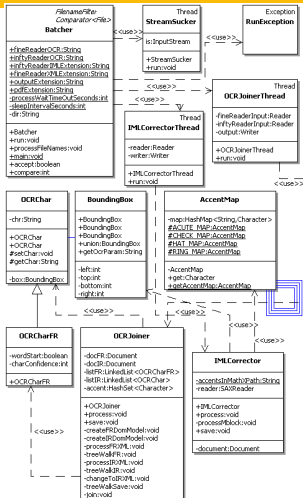 FilenameFilter
Comparator<File>
Batcher
+fineReaderOCR:String
+inftyReaderOCR:String
+inftyReaderIMLExtension:String
+fineReaderXMLExtension:String
+outputExtension:String
+pdfExtension:String
-processWaitTimeOutSeconds:int
-sleepIntervalSeconds:int
-dir:String
+Batcher
+run:void
-processFileNames:void
+main:void
+accept:boolean
+compare:int
<<use>>
Thread
StreamSucker
is:InputStream
+StreamSucker
+run:void
Exception
RunException
<<use>>
<<use>>
<<use>>
Thread
OCRJoinerThread
-fineReaderInput:Reader
-inftyReaderInput:Reader
-output:Writer
+OCRJoinerThread
+run:void
Thread
IMLCorrectorThread
-reader:Reader
-writer:Writer
+IMLCorrectorThread
+run:void
OCRChar
-chr:String
+OCRChar
+OCRChar
#setChar:void
#getChar:String
-box:BoundingBox
BoundingBox
+BoundingBox
+BoundingBox
+BoundingBox
+union:BoundingBox
+getOcrParam:String
-left:int
-top:int
-bottom:int
-right:int
AccentMap
-map:HashMap<String,Character>
#ACUTE_MAP:AccentMap
#CHECK_MAP:AccentMap
#HAT_MAP:AccentMap
#RING_MAP:AccentMap
-AccentMap
+get:Character
+getAccentMap:AccentMap
<<use>>
<<use>>
OCRCharFR
-wordStart:boolean
-charConfidence:int
+OCRCharFR
<<use>>
OCRJoiner
-docFR:Document
-docIR:Document
-listFR:LinkedList<OCRCharFR>
-listIR:LinkedList<OCRChar>
-accent:HashSet<Character>
+OCRJoiner
+process:void
+save:void
-createFRDomModel:void
-createIRDomModel:void
-processFRXML:void
-treeWalkFR:void
-processIRXML:void
-treeWalkIR:void
-changeToIRXML:void
-treeWalkSave:void
-join:void
IMLCorrector
-accentsInMathXPath:String
-reader:SAXReader
+IMLCorrector
+process:void
-processMblock:void
+save:void
-document:Document